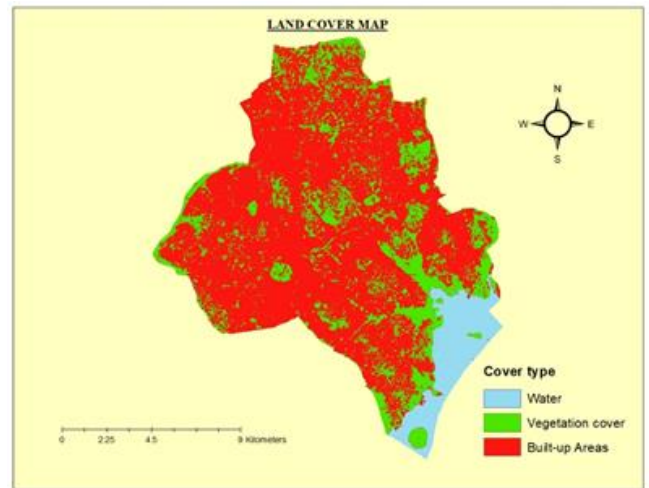 LAND COVER MAP
N
W E
S
Cover type
Water
Vegetation cover
Built-up Areas
0 2.25 4.5 9 Kilometers